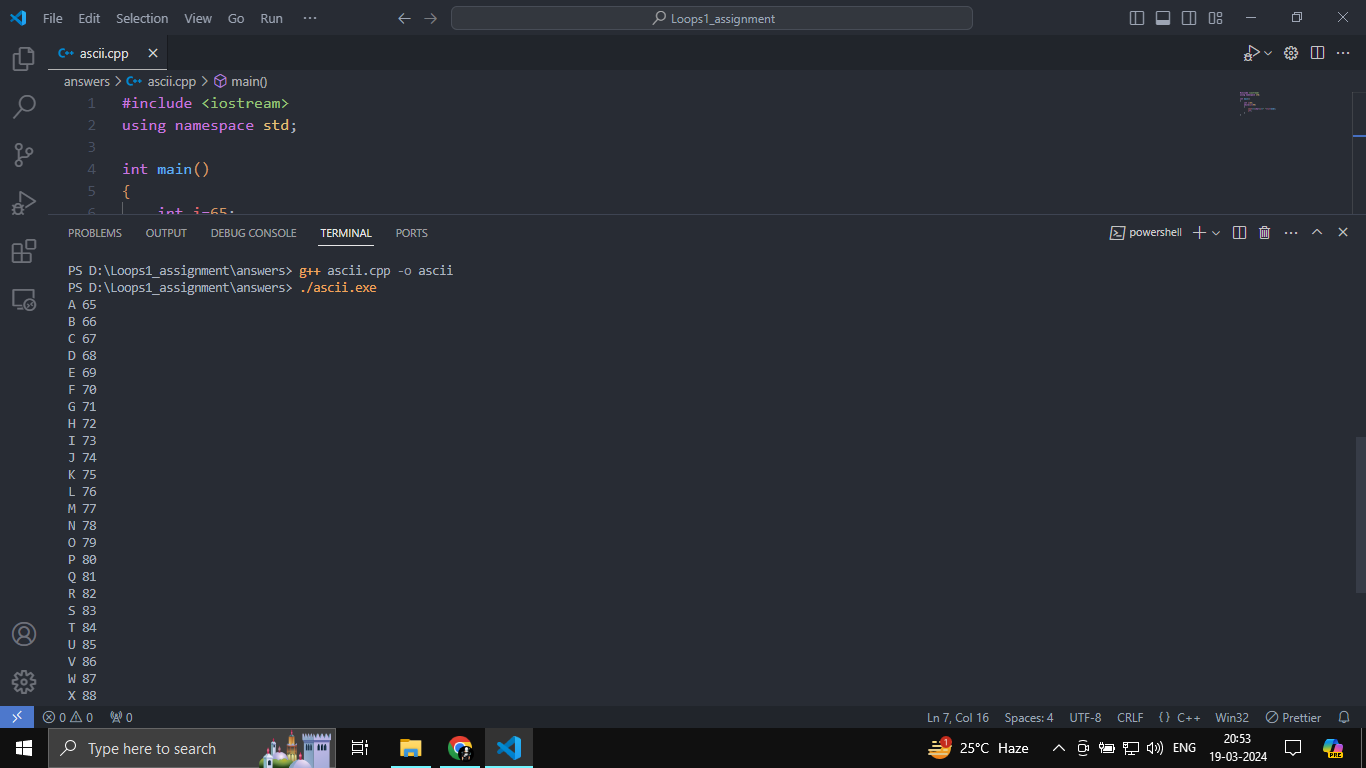 File Edit Selection View Go Run ··· Loops1_assignment
ascii.cpp
answers > ascii.cpp > main()
1 #include <iostream>
2 using namespace std;
3
4 int main()
5 {
6 int i=65;
PROBLEMS OUTPUT DEBUG CONSOLE TERMINAL PORTS powershell
PS D:\Loops1_assignment\answers> g++ ascii.cpp -o ascii
PS D:\Loops1_assignment\answers> ./ascii.exe
A 65
B 66
C 67
D 68
E 69
F 70
G 71
H 72
I 73
J 74
K 75
L 76
M 77
N 78
O 79
P 80
Q 81
R 82
S 83
T 84
U 85
V 86
W 87
X 88
0 0 0 Ln 7, Col 16 Spaces: 4 UTF-8 CRLF {} C++ Win32 Prettier
Type here to search 1 25°C Haze ENG 20:53 PRE
19-03-2024